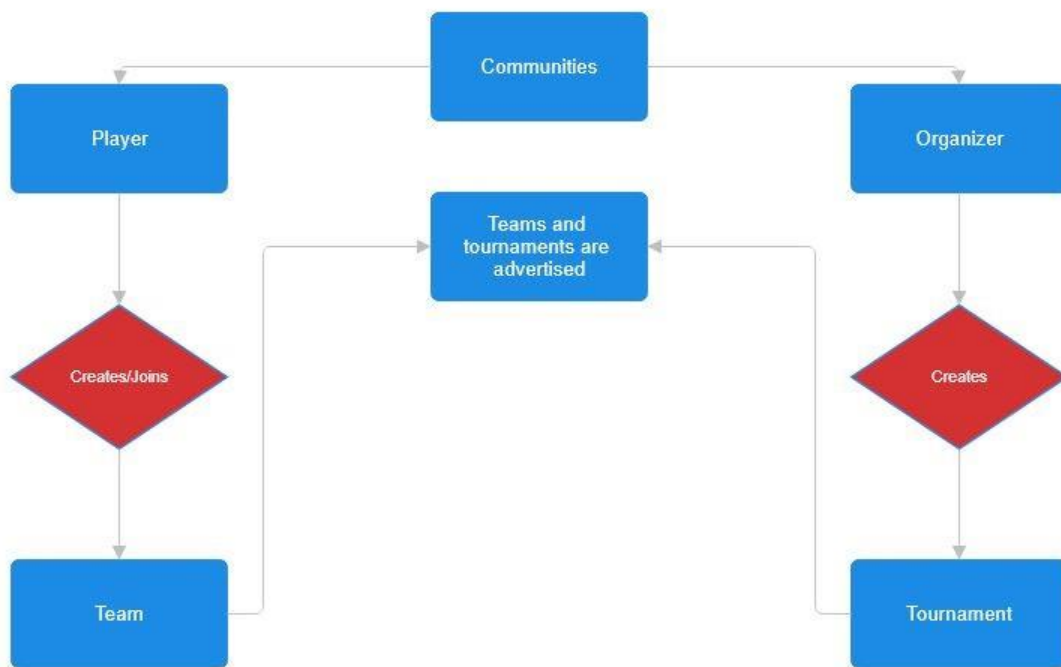 Communities
Player
Organizer
Teams and
tournaments are
advertised
Creates/Joins
Creates
Team
Tournament